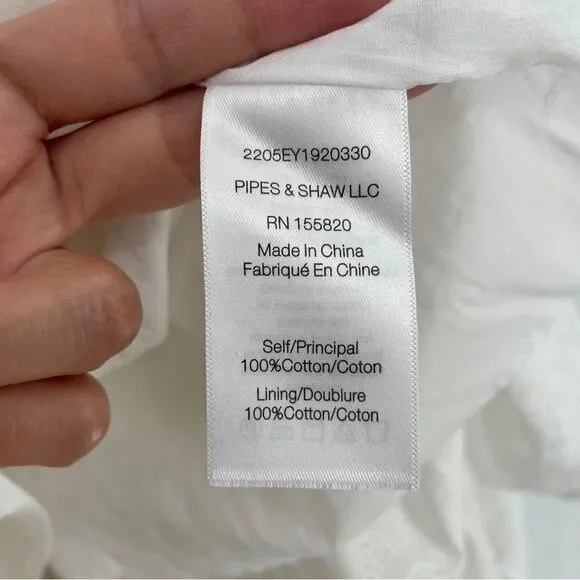 2205EY1920330
PIPES & SHAW LLC
RN 155820
Made In China
Fabriqué En Chine
Self/Principal
100%Cotton/Coton
Lining/Doublure
100%Cotton/Coton